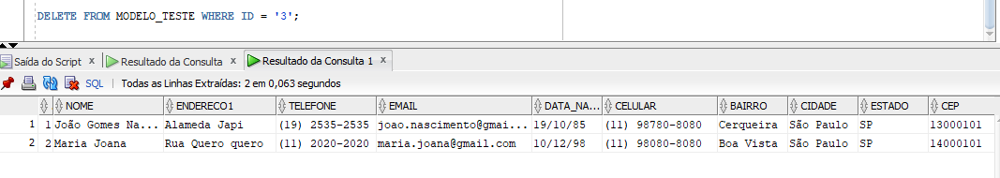 DELETE FROM MODELO_TESTE WHERE ID = '3';
Saída do Script x Resultado da Consulta x Resultado da Consulta 1 x
SQL | Todas as Linhas Extraídas: 2 em 0,063 segundos
NOME ENDERECO1 TELEFONE EMAIL DATA_NA... CELULAR BAIRRO CIDADE ESTADO CEP
1 1 João Gomes Na... Alameda Japi (19) 2535-2535 joao.nascimento@gmai... 19/10/85 (11) 98780-8080 Cerqueira São Paulo SP 13000101
2 2 Maria Joana Rua Quero quero (11) 2020-2020 maria.joana@gmail.com 10/12/98 (11) 98080-8080 Boa Vista São Paulo SP 14000101